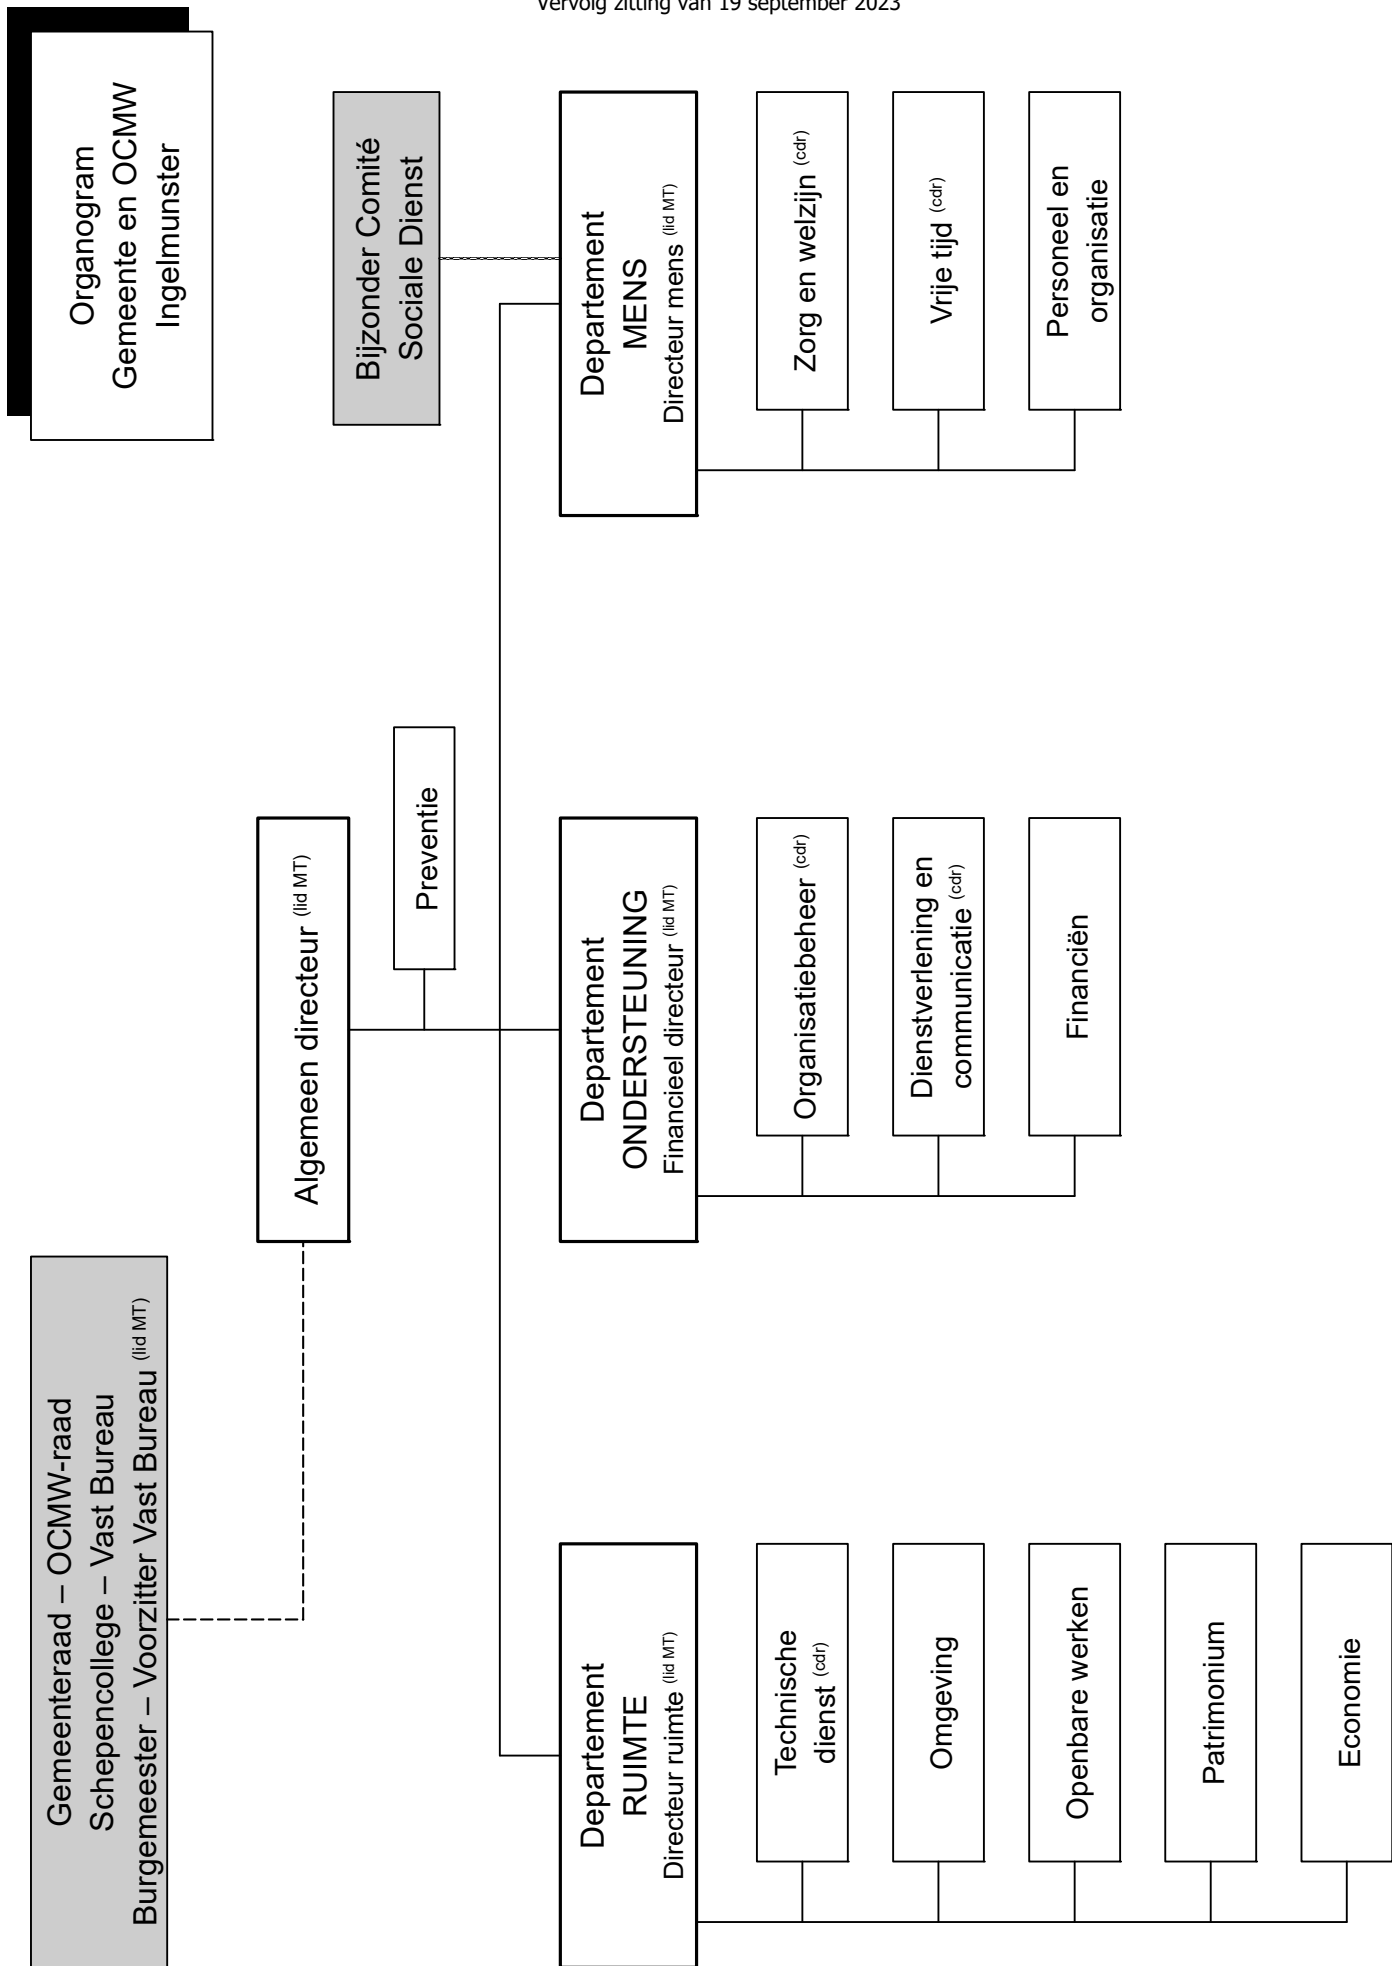 Vervolg zitting van 19 september 2023
Organogram
Gemeente en OCMW
Ingelmunster
Gemeenteraad – OCMW-raad
Schepencollege – Vast Bureau
Burgemeester – Voorzitter Vast Bureau (lid MT)
Algemeen directeur (lid MT)
Bijzonder Comité
Sociale Dienst
Preventie
Departement
RUIMTE
Directeur ruimte (lid MT)
Technische
dienst (cdr)
Omgeving
Openbare werken
Patrimonium
Economie
Departement
ONDERSTEUNING
Financieel directeur (lid MT)
Organisatiebeheer (cdr)
Dienstverlening en
communicatie (cdr)
Financiën
Departement
MENS
Directeur mens (lid MT)
Zorg en welzijn (cdr)
Vrije tijd (cdr)
Personeel en
organisatie